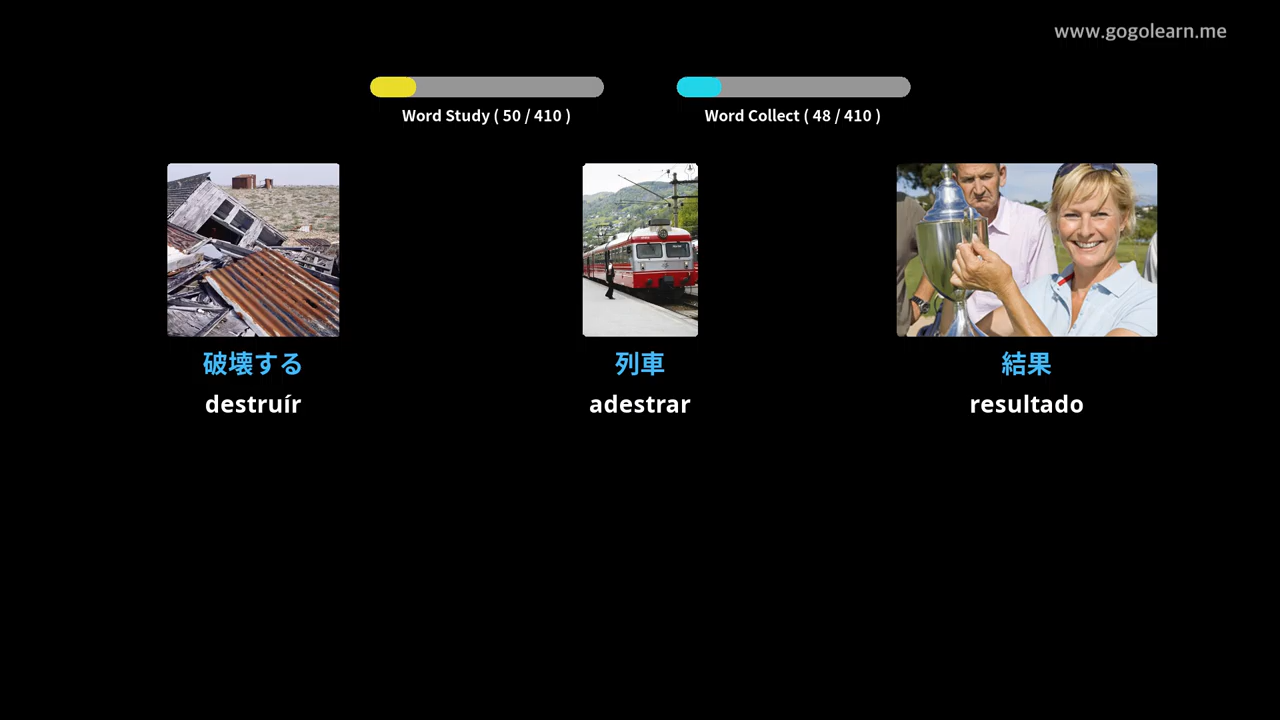 www.gogolearn.me
Word Study ( 50 / 410 )
Word Collect ( 48 / 410 )
破壊する
列車
結果
destruír
adestrar
resultado